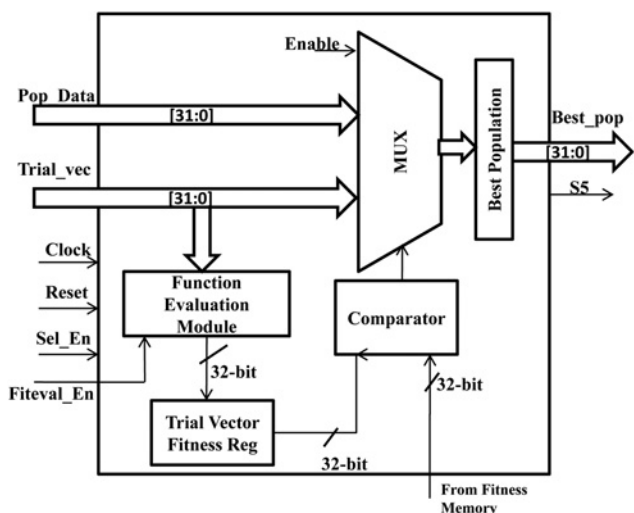 Enable
Pop_Data
[31:0]
Best_pop
[31:0]
MUX
Best Population
Trial_vec
[31:0]
S5
Clock
Function
Evaluation
Module
Reset
Comparator
Sel_En
32-bit
32-bit
Fiteval_En
Trial Vector
Fitness Reg
32-bit
From Fitness
Memory